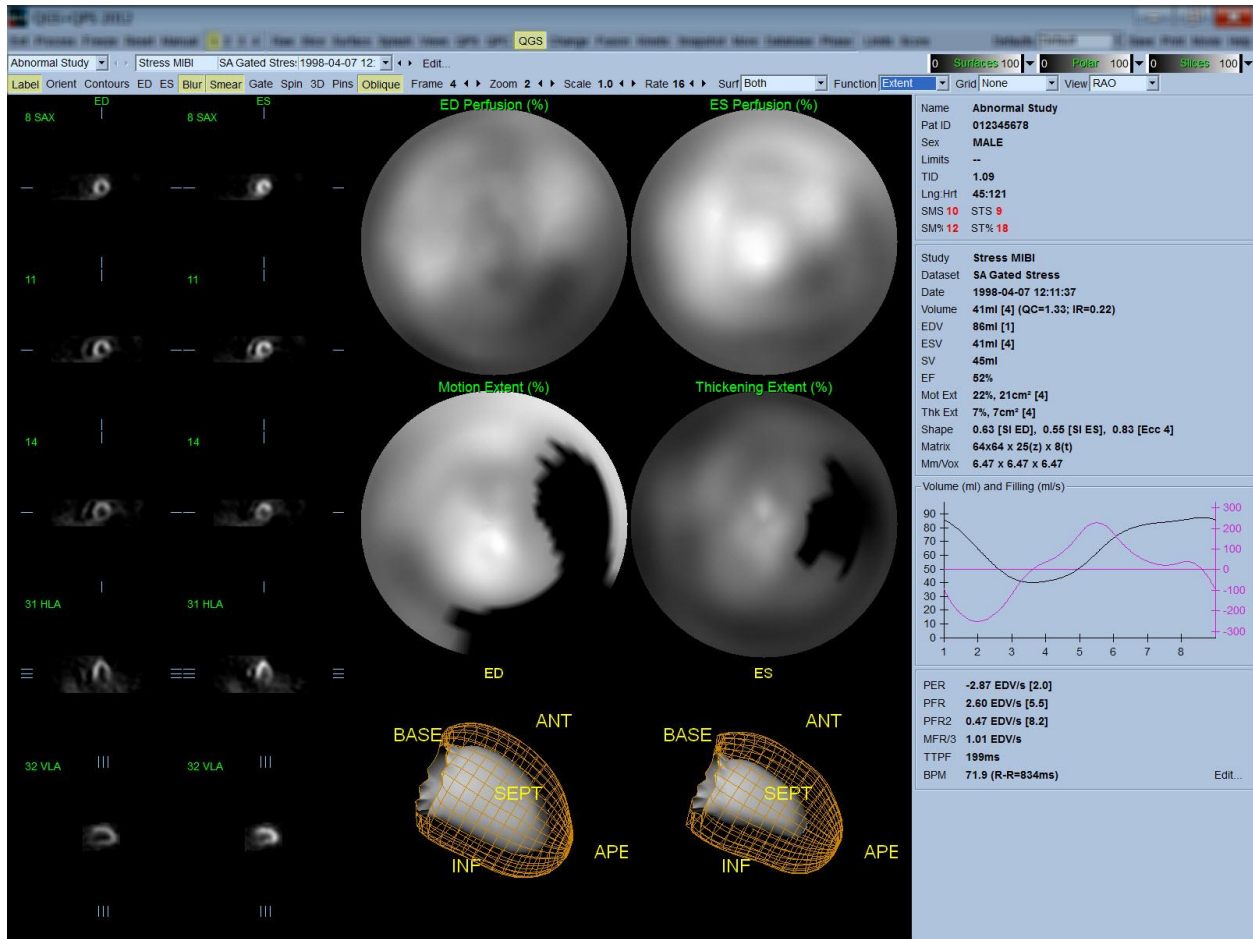 QGS+QPS 2012
QGS
Abnormal Study Stress MIBI SA Gated Stres: 1998-04-07 12: Edit...
0 Surfaces 100 0 Polar 100 0 Slices 100
Label Orient Contours ED ES Blur Smear Gate Spin 3D Pins Oblique Frame 4 Zoom 2 Scale 1.0 Rate 16 Surf Both Function Extent Grid None View RAO
ED ES
8 SAX 8 SAX
11 11
14 14
31 HLA 31 HLA
32 VLA 32 VLA
ED Perfusion (%) ES Perfusion (%)
Motion Extent (%) Thickening Extent (%)
ED ES
BASE ANT SEPT INF APE
BASE ANT SEPT INF APE
Name Abnormal Study
Pat ID 012345678
Sex MALE
Limits --
TID 1.09
Lng:Hrt 45:121
SMS 10 STS 9
SM% 12 ST% 18
Study Stress MIBI
Dataset SA Gated Stress
Date 1998-04-07 12:11:37
Volume 41ml [4] (QC=1.33; IR=0.22)
EDV 86ml [1]
ESV 41ml [4]
SV 45ml
EF 52%
Mot Ext 22%, 21cm² [4]
Thk Ext 7%, 7cm² [4]
Shape 0.63 [SI ED], 0.55 [SI ES], 0.83 [Ecc 4]
Matrix 64x64 x 25(z) x 8(t)
Mm/Vox 6.47 x 6.47 x 6.47
Volume (ml) and Filling (ml/s)
90 80 70 60 50 40 30 20 10 0
300 200 100 0 -100 -200 -300
1 2 3 4 5 6 7 8
PER -2.87 EDV/s [2.0]
PFR 2.60 EDV/s [5.5]
PFR2 0.47 EDV/s [8.2]
MFR/3 1.01 EDV/s
TTPF 199ms
BPM 71.9 (R-R=834ms) Edit...